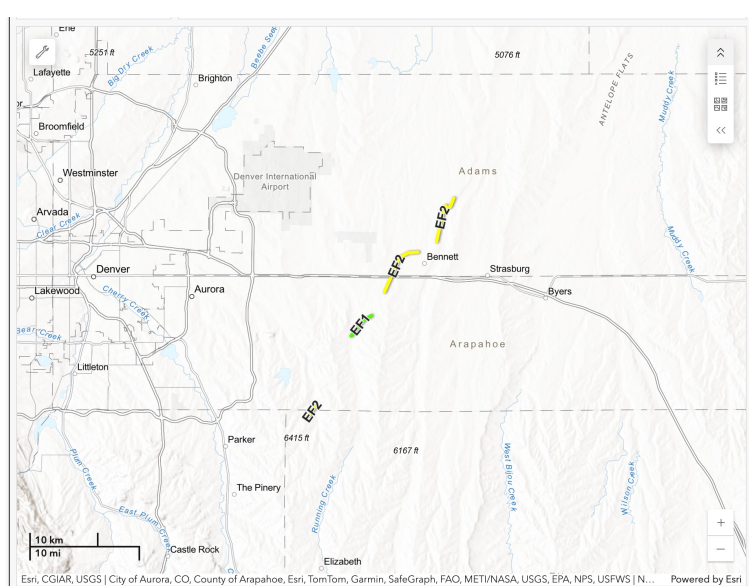 Erie
5251 ft
Big Dry Creek
Beebe Seep
5076 ft
ANTELOPE FLATS
Muddy Creek
Lafayette
Brighton
Broomfield
Westminster
Denver International
Airport
Adams
Arvada
Clear Creek
EF2
Muddy Creek
EF2
Bennett
Denver
Strasburg
Lakewood
Cherry Creek
Aurora
Byers
EF1
Bear Creek
Arapahoe
Littleton
EF2
Parker
6415 ft
6167 ft
Plum Creek
West Bijou Creek
Wilson Creek
The Pinery
Running Creek
East Plum Creek
10 km
10 mi
Castle Rock
Elizabeth
Esri, CGIAR, USGS | City of Aurora, CO, County of Arapahoe, Esri, TomTom, Garmin, SafeGraph, FAO, METI/NASA, USGS, EPA, NPS, USFWS | N... Powered by Esri